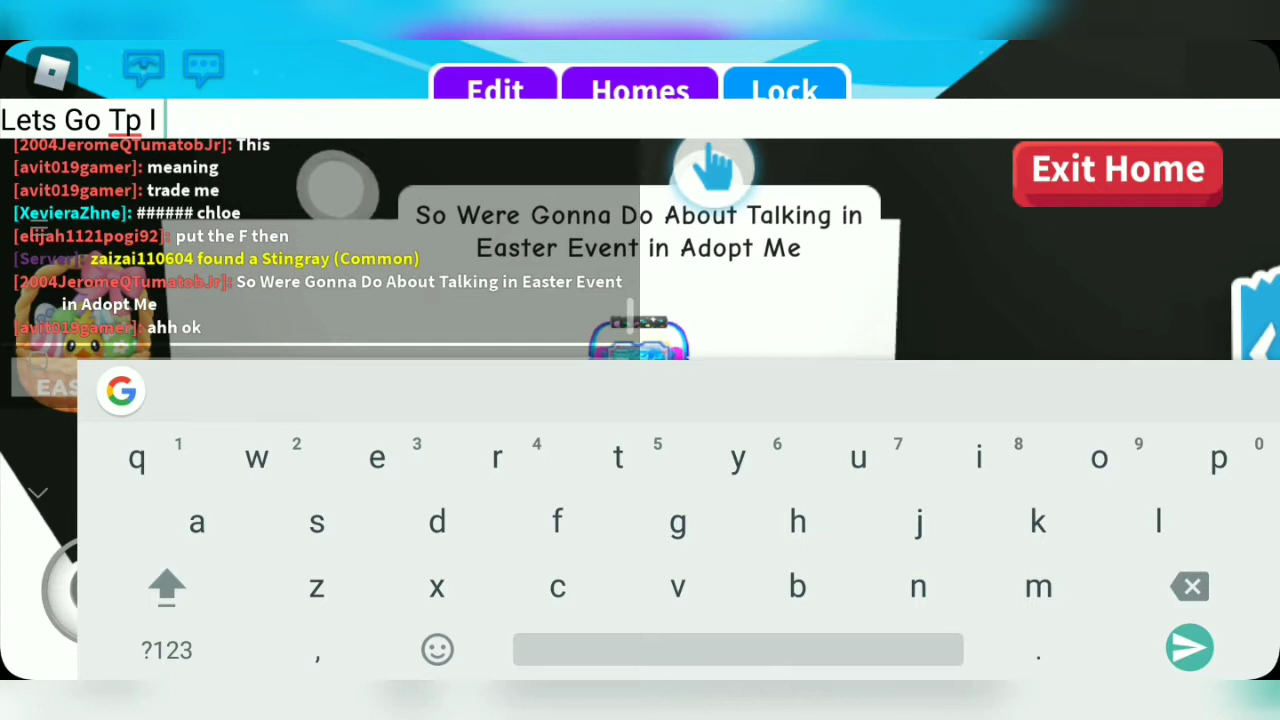 Edit Homes Lock
Lets Go Tp I
[2004JeromeQTumatobJr]: This
[avit019gamer]: meaning
[avit019gamer]: trade me
[XevieraZhne]: ###### chloe
[elijah1121pogi92]: put the F then
[Server]: zaizai110604 found a Stingray (Common)
[2004JeromeQTumatobJr]: So Were Gonna Do About Talking in Easter Event
in Adopt Me
[avit019gamer]: ahh ok
Exit Home
So Were Gonna Do About Talking in
Easter Event in Adopt Me
EAS
G
q 1 w 2 e 3 r 4 t 5 y 6 u 7 i 8 o 9 p 0
a s d f g h j k l
z x c v b n m
?123 , .